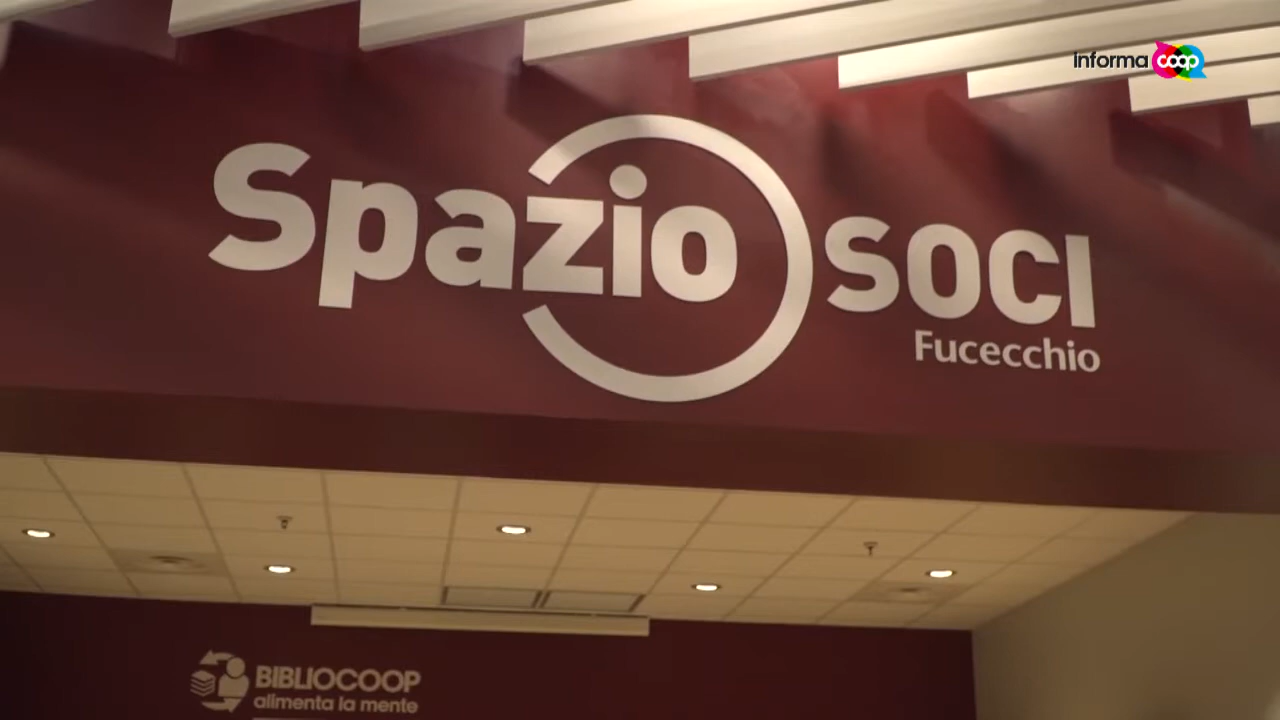 Informa coop
Spazio soci
Fucecchio
BIBLIOCOOP
alimenta la mente